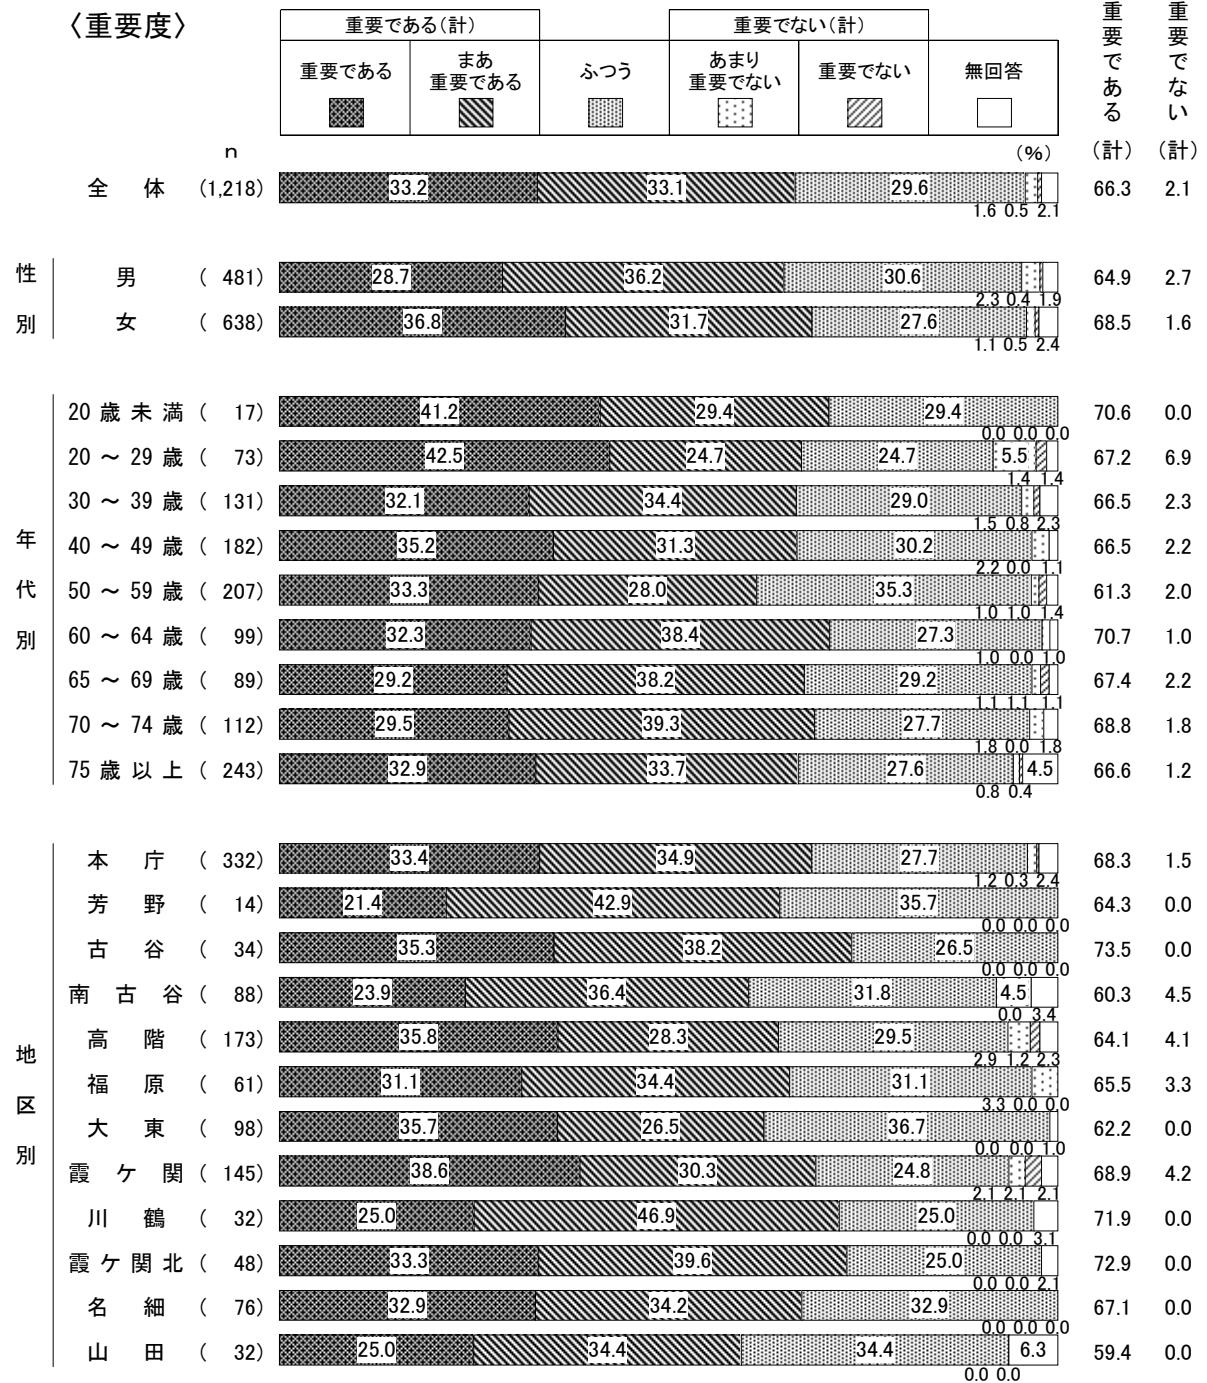 〈重要度〉
重要である(計)
重要でない(計)
重要である
まあ
重要である
ふつう
あまり
重要でない
重要でない
無回答
重要である
(計)
重要でない
(計)
n
(%)
全 体 (1,218) 33.2 33.1 29.6 66.3 2.1
1.6 0.5 2.1
性別
男 ( 481) 28.7 36.2 30.6 64.9 2.7
2.3 0.4 1.9
女 ( 638) 36.8 31.7 27.6 68.5 1.6
1.1 0.5 2.4
年代別
20 歳 未 満 ( 17) 41.2 29.4 29.4 70.6 0.0
0.0 0.0 0.0
20 ～ 29 歳 ( 73) 42.5 24.7 24.7 5.5 67.2 6.9
1.4 1.4
30 ～ 39 歳 ( 131) 32.1 34.4 29.0 66.5 2.3
1.5 0.8 2.3
40 ～ 49 歳 ( 182) 35.2 31.3 30.2 66.5 2.2
2.2 0.0 1.1
50 ～ 59 歳 ( 207) 33.3 28.0 35.3 61.3 2.0
1.0 1.0 1.4
60 ～ 64 歳 ( 99) 32.3 38.4 27.3 70.7 1.0
1.0 0.0 1.0
65 ～ 69 歳 ( 89) 29.2 38.2 29.2 67.4 2.2
1.1 1.1 1.1
70 ～ 74 歳 ( 112) 29.5 39.3 27.7 68.8 1.8
1.8 0.0 1.8
75 歳 以 上 ( 243) 32.9 33.7 27.6 4.5 66.6 1.2
0.8 0.4
地区別
本 庁 ( 332) 33.4 34.9 27.7 68.3 1.5
1.2 0.3 2.4
芳 野 ( 14) 21.4 42.9 35.7 64.3 0.0
0.0 0.0 0.0
古 谷 ( 34) 35.3 38.2 26.5 73.5 0.0
0.0 0.0 0.0
南 古 谷 ( 88) 23.9 36.4 31.8 4.5 60.3 4.5
0.0 3.4
高 階 ( 173) 35.8 28.3 29.5 64.1 4.1
2.9 1.2 2.3
福 原 ( 61) 31.1 34.4 31.1 65.5 3.3
3.3 0.0 0.0
大 東 ( 98) 35.7 26.5 36.7 62.2 0.0
0.0 0.0 1.0
霞 ケ 関 ( 145) 38.6 30.3 24.8 68.9 4.2
2.1 2.1 2.1
川 鶴 ( 32) 25.0 46.9 25.0 71.9 0.0
0.0 0.0 3.1
霞 ケ 関 北 ( 48) 33.3 39.6 25.0 72.9 0.0
0.0 0.0 2.1
名 細 ( 76) 32.9 34.2 32.9 67.1 0.0
0.0 0.0 0.0
山 田 ( 32) 25.0 34.4 34.4 6.3 59.4 0.0
0.0 0.0